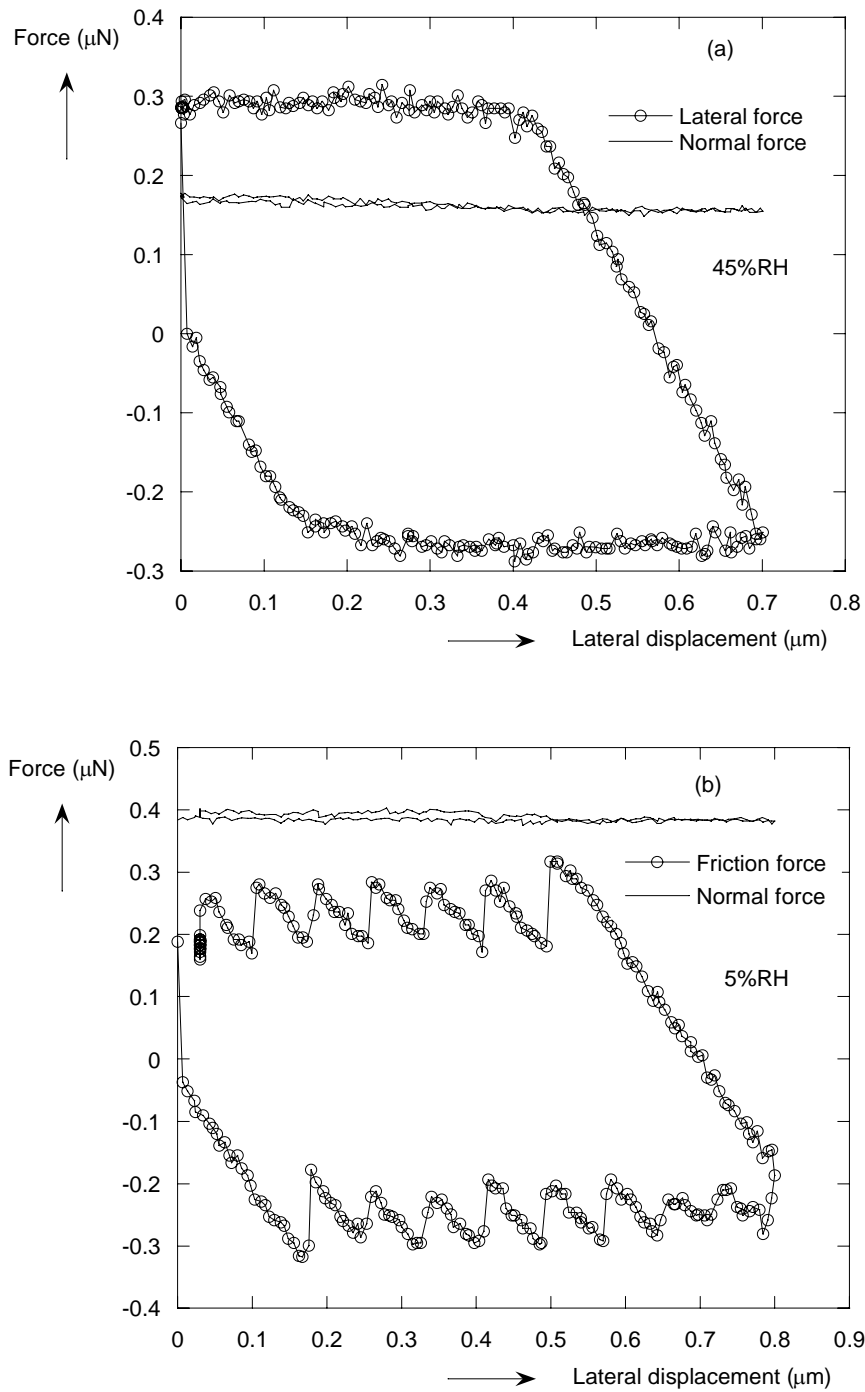 0.4
Force (μN)
(a)
0.3
Lateral force
Normal force
0.2
0.1
45%RH
0
-0.1
-0.2
-0.3
0 0.1 0.2 0.3 0.4 0.5 0.6 0.7 0.8
Lateral displacement (μm)
0.5
Force (μN)
(b)
0.4
0.3
Friction force
Normal force
0.2
5%RH
0.1
0
-0.1
-0.2
-0.3
-0.4
0 0.1 0.2 0.3 0.4 0.5 0.6 0.7 0.8 0.9
Lateral displacement (μm)